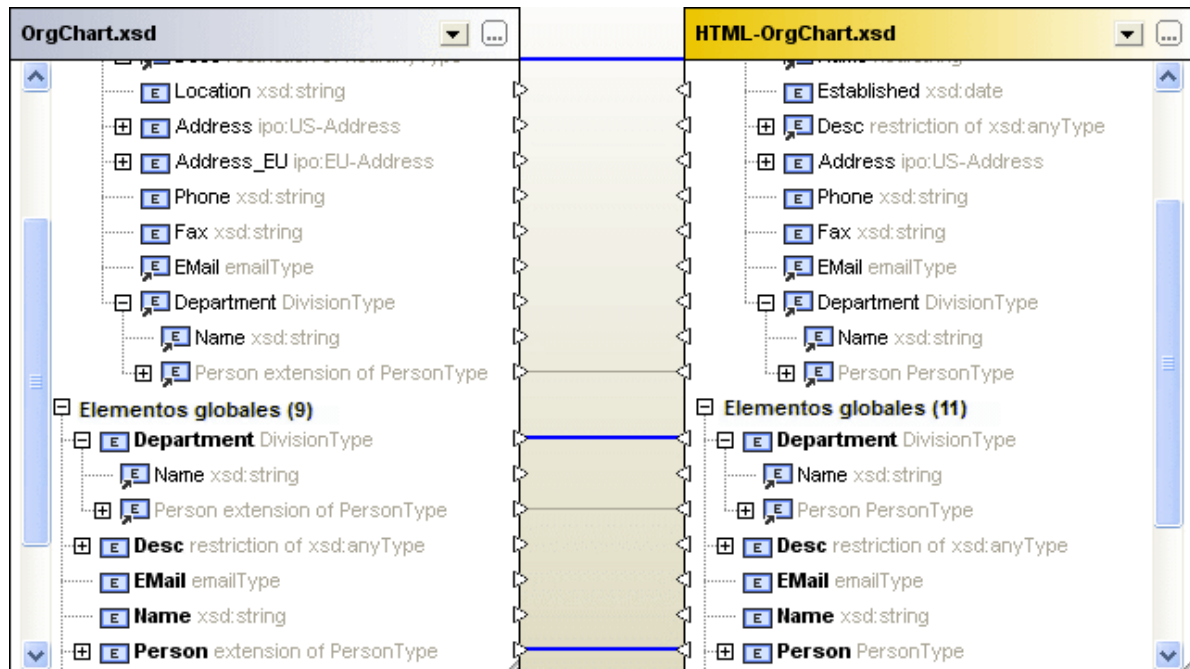 OrgChart.xsd
...
Location xsd:string
E Address ipo:US-Address
E Address_EU ipo:EU-Address
E Phone xsd:string
E Fax xsd:string
E EMail emailType
E Department DivisionType
E Name xsd:string
E Person extension of PersonType
Elementos globales (9)
E Department DivisionType
E Name xsd:string
E Person extension of PersonType
E Desc restriction of xsd:anyType
E EMail emailType
E Name xsd:string
E Person extension of PersonType
HTML-OrgChart.xsd
...
E Established xsd:date
E Desc restriction of xsd:anyType
E Address ipo:US-Address
E Phone xsd:string
E Fax xsd:string
E EMail emailType
E Department DivisionType
E Name xsd:string
E Person PersonType
Elementos globales (11)
E Department DivisionType
E Name xsd:string
E Person PersonType
E Desc restriction of xsd:anyType
E EMail emailType
E Name xsd:string
E Person PersonType